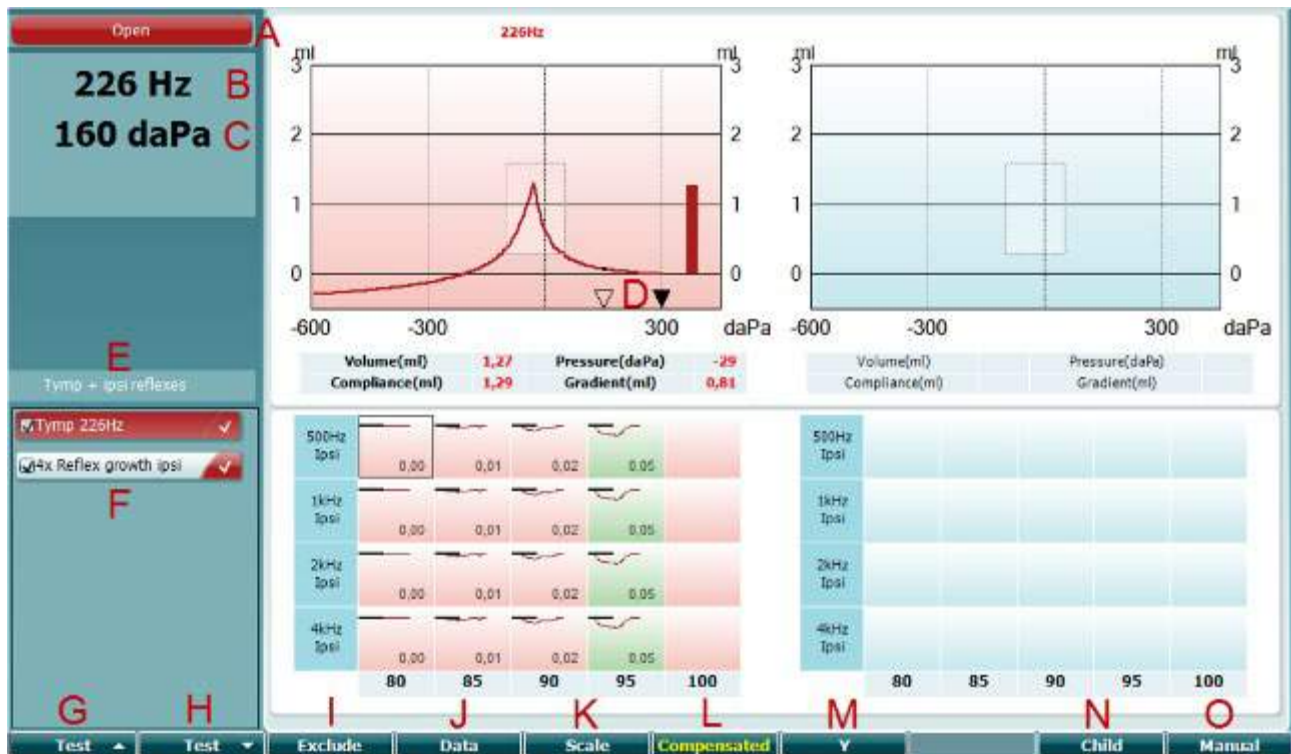 Open
A
226 Hz
B
160 daPa
C
E
Tymp + ipsi reflexes
Tymp 226Hz
4x Reflex growth ipsi
F
226Hz
ml ml
3 3
2 2
1 1
0 0
D
-600 -300 300 daPa
Volume(ml) 1,27 Pressure(daPa) -29
Compliance(ml) 1,29 Gradient(ml) 0,81
ml ml
3 3
2 2
1 1
0 0
-600 -300 300 daPa
Volume(ml) Pressure(daPa)
Compliance(ml) Gradient(ml)
500Hz
Ipsi
0,00 0,01 0,02 0,05
1kHz
Ipsi
0,00 0,01 0,02 0,05
2kHz
Ipsi
0,00 0,01 0,02 0,05
4kHz
Ipsi
0,00 0,01 0,02 0,05
80 85 90 95 100
500Hz
Ipsi
1kHz
Ipsi
2kHz
Ipsi
4kHz
Ipsi
80 85 90 95 100
G H I J K L M N O
Test Test Exclude Data Scale Compensated Y Child Manual